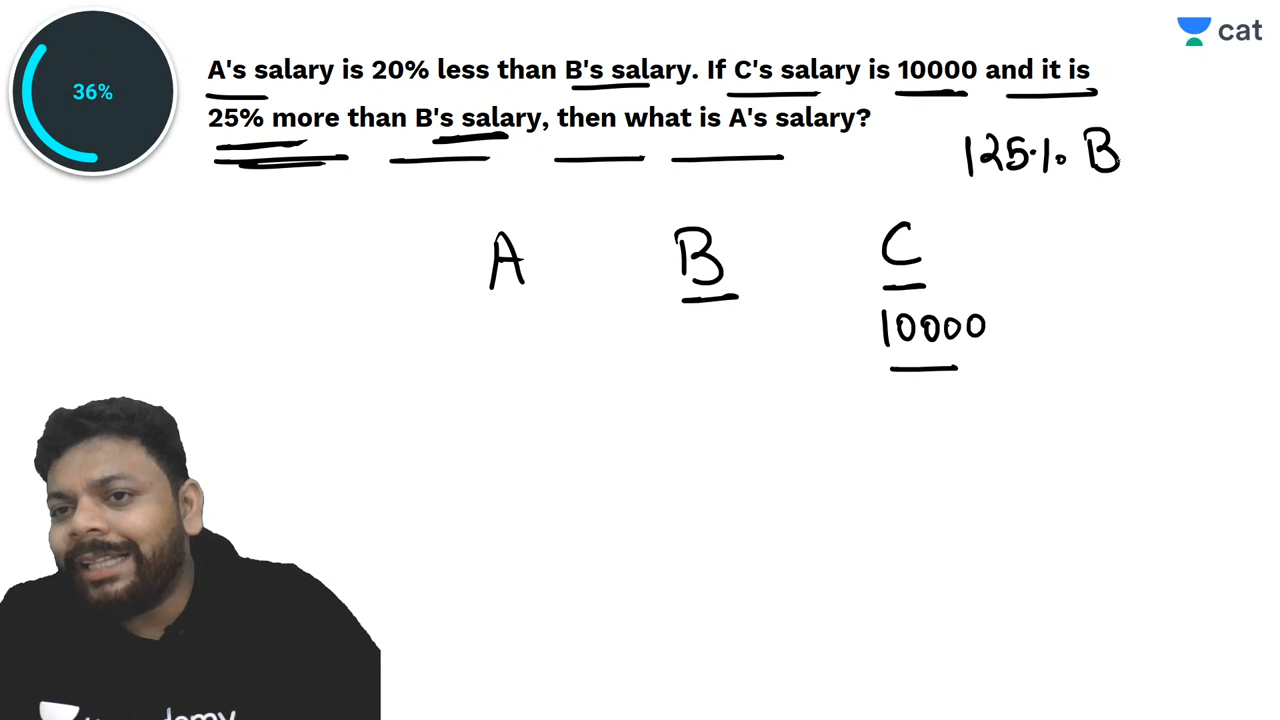 36%
A's salary is 20% less than B's salary. If C's salary is 10000 and it is
25% more than B's salary, then what is A's salary?
cat
125% B
A B C
10000